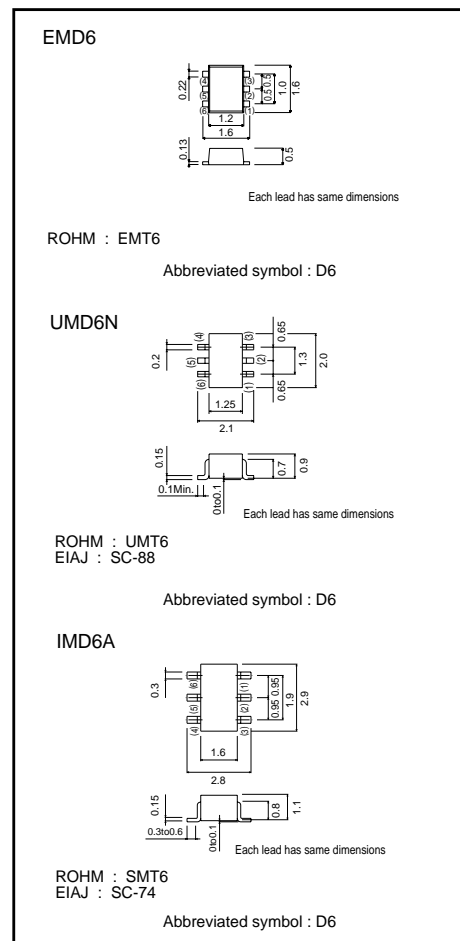 EMD6
0.22
(4)
(3)
(5)
(2)
(6)
(1)
0.5 0.5
1.0
1.6
1.2
1.6
0.13
0.5
Each lead has same dimensions
ROHM : EMT6
Abbreviated symbol : D6
UMD6N
0.2
(4)
(3)
(5)
(2)
(6)
(1)
0.65
1.3
0.65
2.0
1.25
2.1
0.15
0.1Min.
0to0.1
0.7
0.9
Each lead has same dimensions
ROHM : UMT6
EIAJ : SC-88
Abbreviated symbol : D6
IMD6A
0.3
(6)
(1)
(5)
(2)
(4)
(3)
0.95 0.95
1.9
2.9
1.6
2.8
0.15
0.3to0.6
0to0.1
0.8
1.1
Each lead has same dimensions
ROHM : SMT6
EIAJ : SC-74
Abbreviated symbol : D6